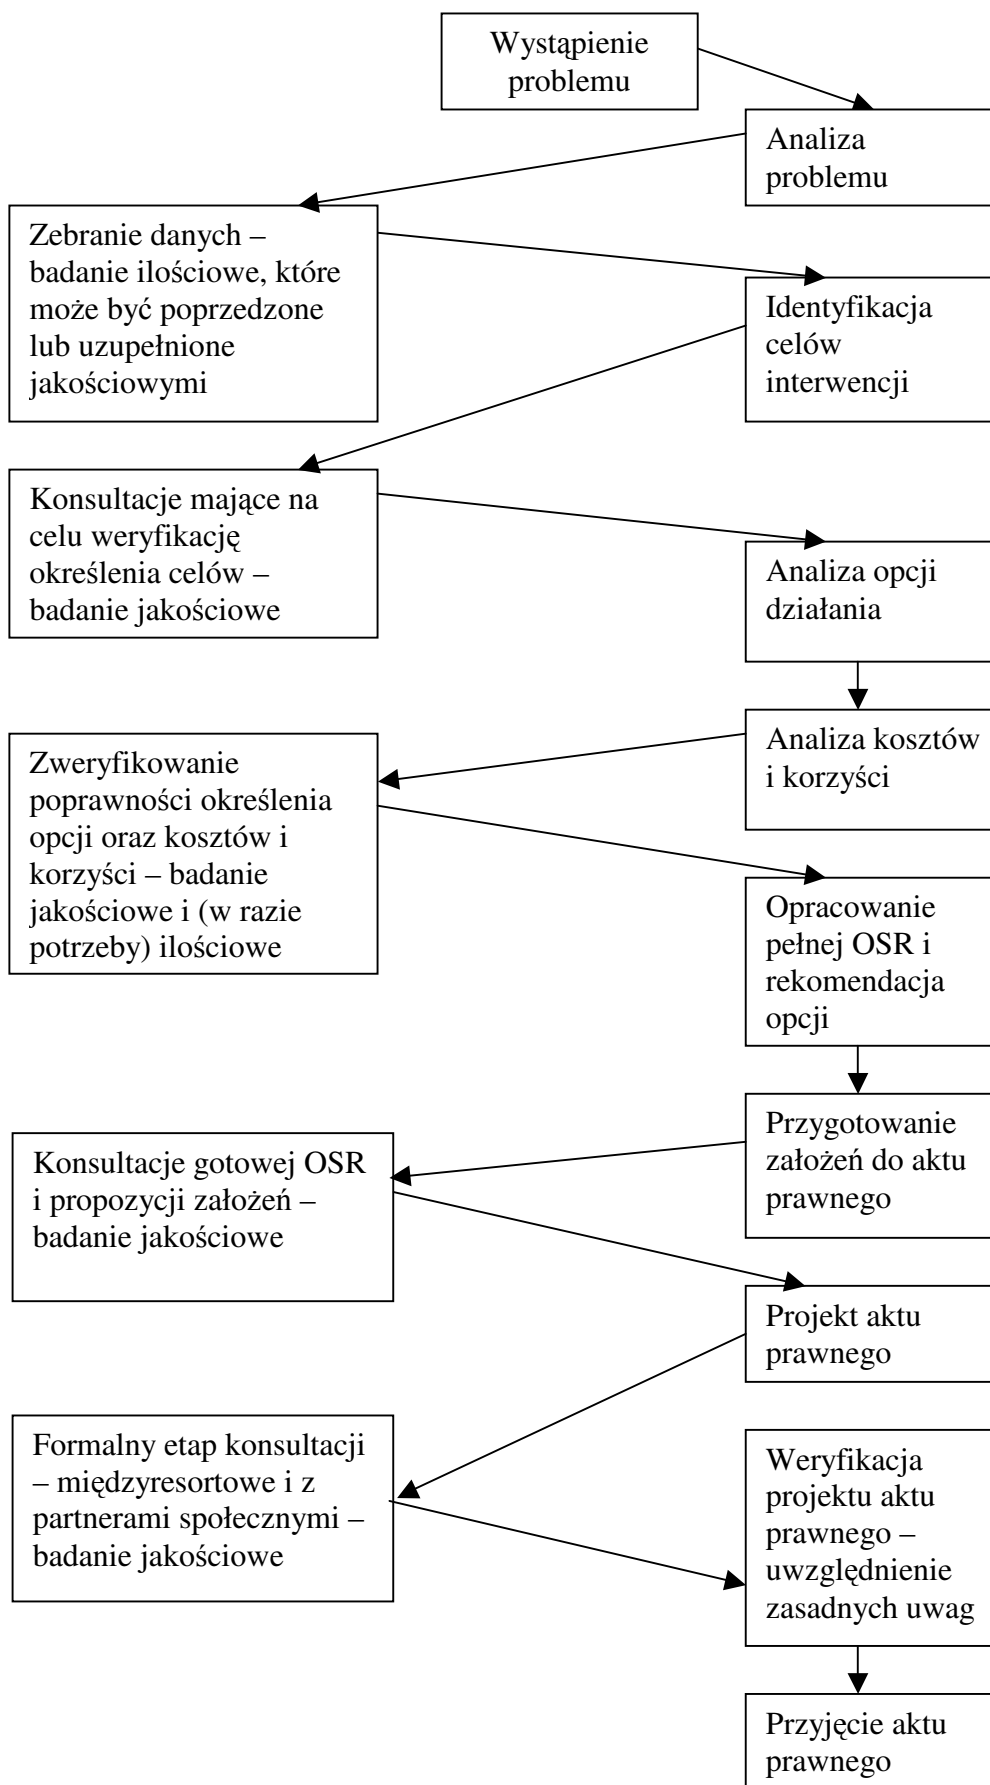 Wystąpienie
problemu
Analiza
problemu
Zebranie danych –
badanie ilościowe, które
może być poprzedzone
lub uzupełnione
jakościowymi
Identyfikacja
celów
interwencji
Konsultacje mające na
celu weryfikację
określenia celów –
badanie jakościowe
Analiza opcji
działania
Analiza kosztów
i korzyści
Zweryfikowanie
poprawności określenia
opcji oraz kosztów i
korzyści – badanie
jakościowe i (w razie
potrzeby) ilościowe
Opracowanie
pełnej OSR i
rekomendacja
opcji
Przygotowanie
założeń do aktu
prawnego
Konsultacje gotowej OSR
i propozycji założeń –
badanie jakościowe
Projekt aktu
prawnego
Formalny etap konsultacji
– międzyresortowe i z
partnerami społecznymi –
badanie jakościowe
Weryfikacja
projektu aktu
prawnego –
uwzględnienie
zasadnych uwag
Przyjęcie aktu
prawnego